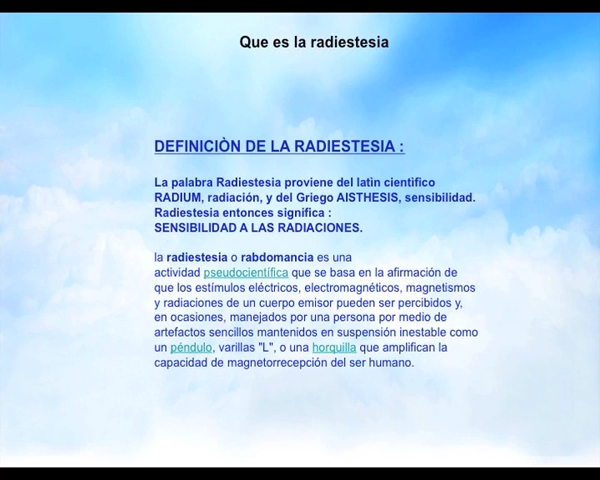 Que es la radiestesia
DEFINICIÒN DE LA RADIESTESIA :
La palabra Radiestesia proviene del latìn cientìfico
RADIUM, radiación, y del Griego AISTHESIS, sensibilidad.
Radiestesia entonces significa :
SENSIBILIDAD A LAS RADIACIONES.
la radiestesia o rabdomancia es una
actividad pseudocientífica que se basa en la afirmación de
que los estímulos eléctricos, electromagnéticos, magnetismos
y radiaciones de un cuerpo emisor pueden ser percibidos y,
en ocasiones, manejados por una persona por medio de
artefactos sencillos mantenidos en suspensión inestable como
un péndulo, varillas "L", o una horquilla que amplifican la
capacidad de magnetorrecepción del ser humano.